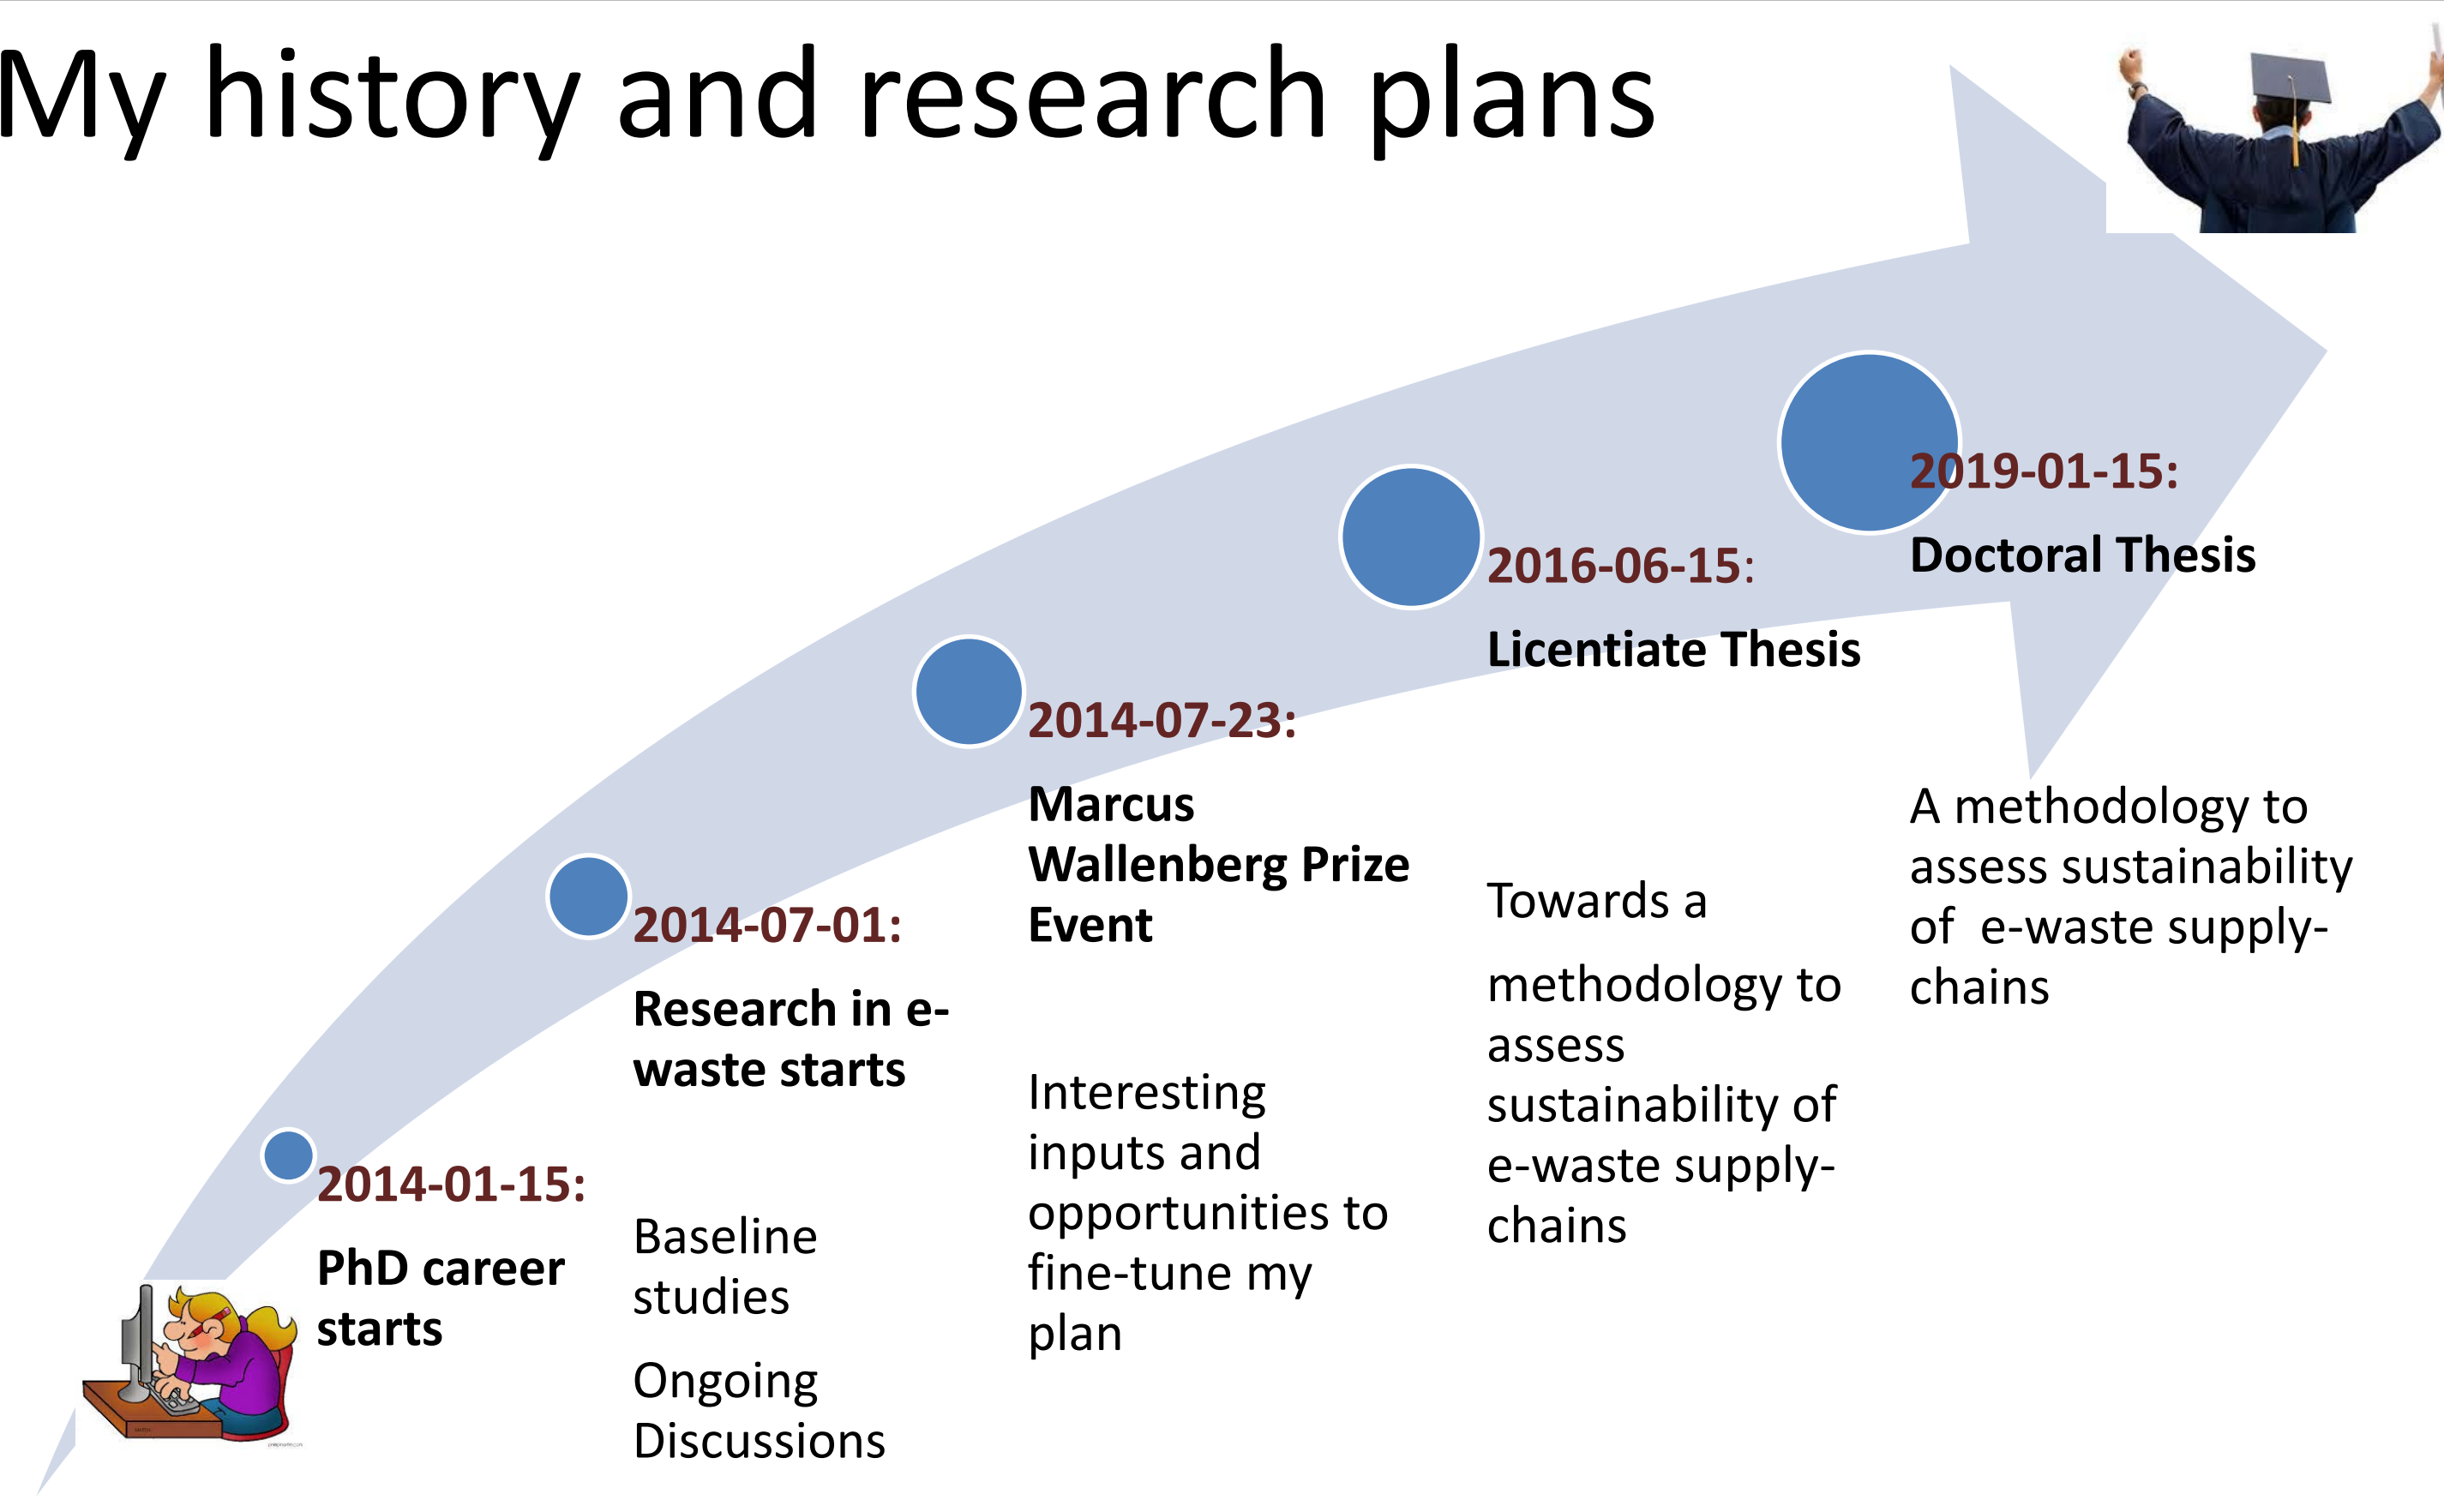 My history and research plans
2019-01-15:
Doctoral Thesis
A methodology to
assess sustainability
of  e-waste supply-
chains
2016-06-15:
Licentiate Thesis
Towards a
methodology to
assess
sustainability of
e-waste supply-
chains
2014-07-23:
Marcus
Wallenberg Prize
Event
Interesting
inputs and
opportunities to
fine-tune my
plan
2014-07-01:
Research in e-
waste starts
Baseline
studies
Ongoing
Discussions
2014-01-15:
PhD career
starts